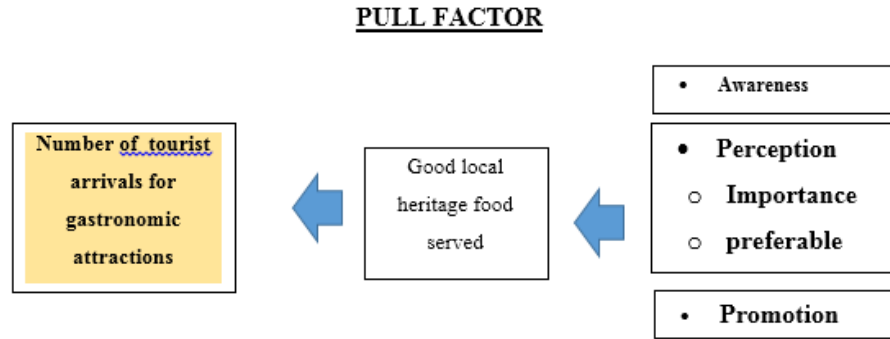 PULL FACTOR
Number of tourist
arrivals for
gastronomic
attractions
Good local
heritage food
served
• Awareness
• Perception
o Importance
o preferable
• Promotion